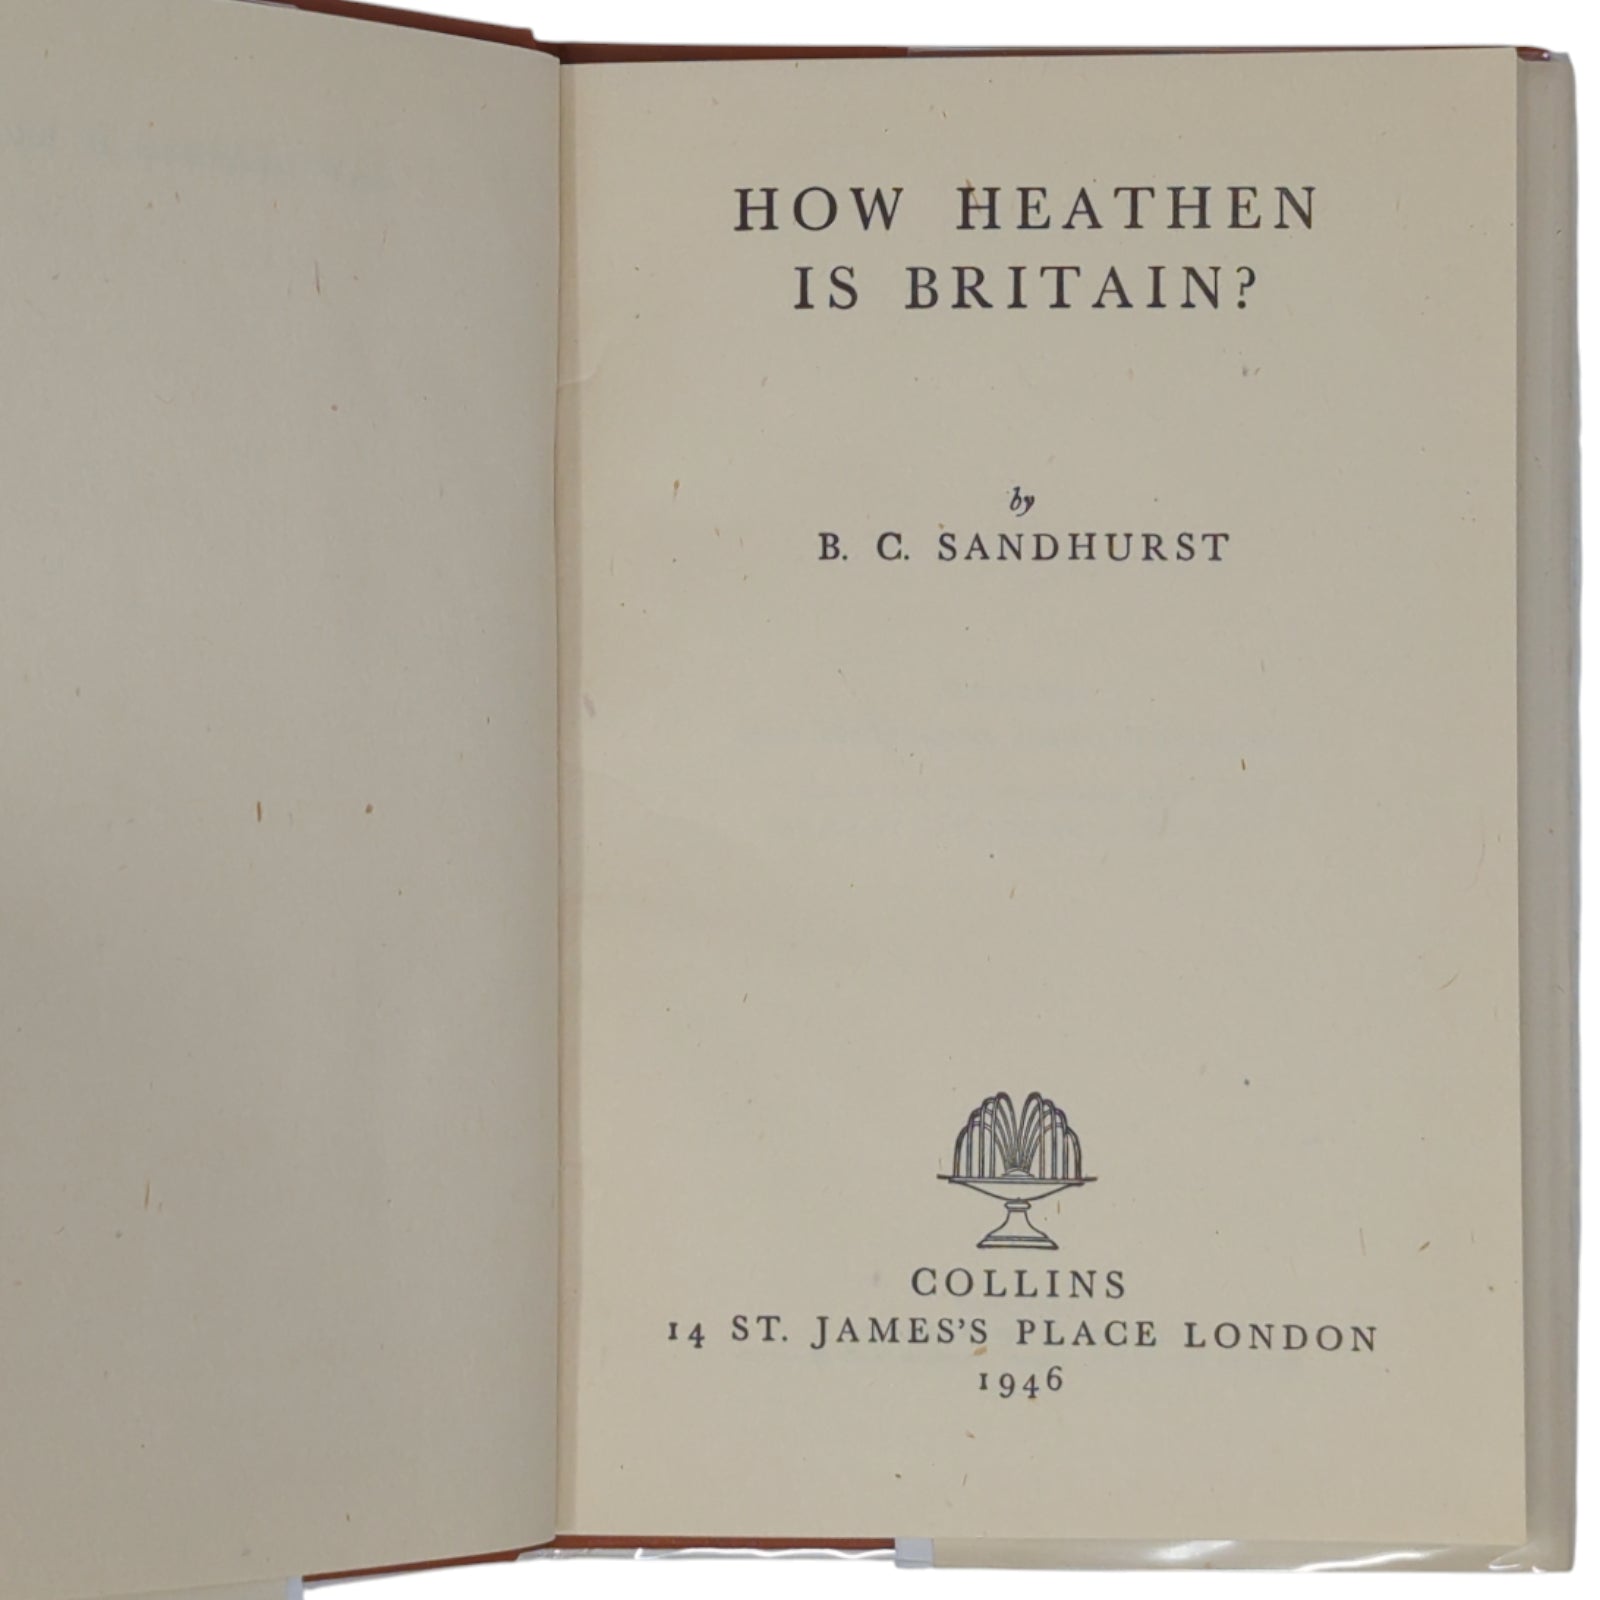 HOW HEATHEN
IS BRITAIN?
by
B. C. SANDHURST
COLLINS
14 ST. JAMES'S PLACE LONDON
1946